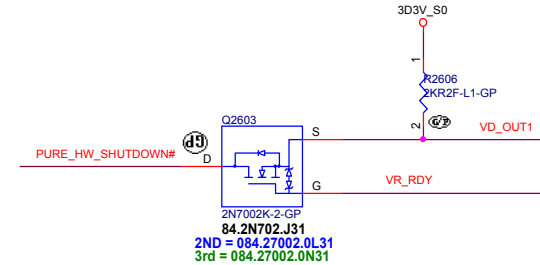 3D3V_S0
1
R2606
2KR2F-L1-GP
2
G/P
VD_OUT1
Q2603
S
GP
D
PURE_HW_SHUTDOWN#
G
VR_RDY
2N7002K-2-GP
84.2N702.J31
2ND = 084.27002.0L31
3rd = 084.27002.0N31